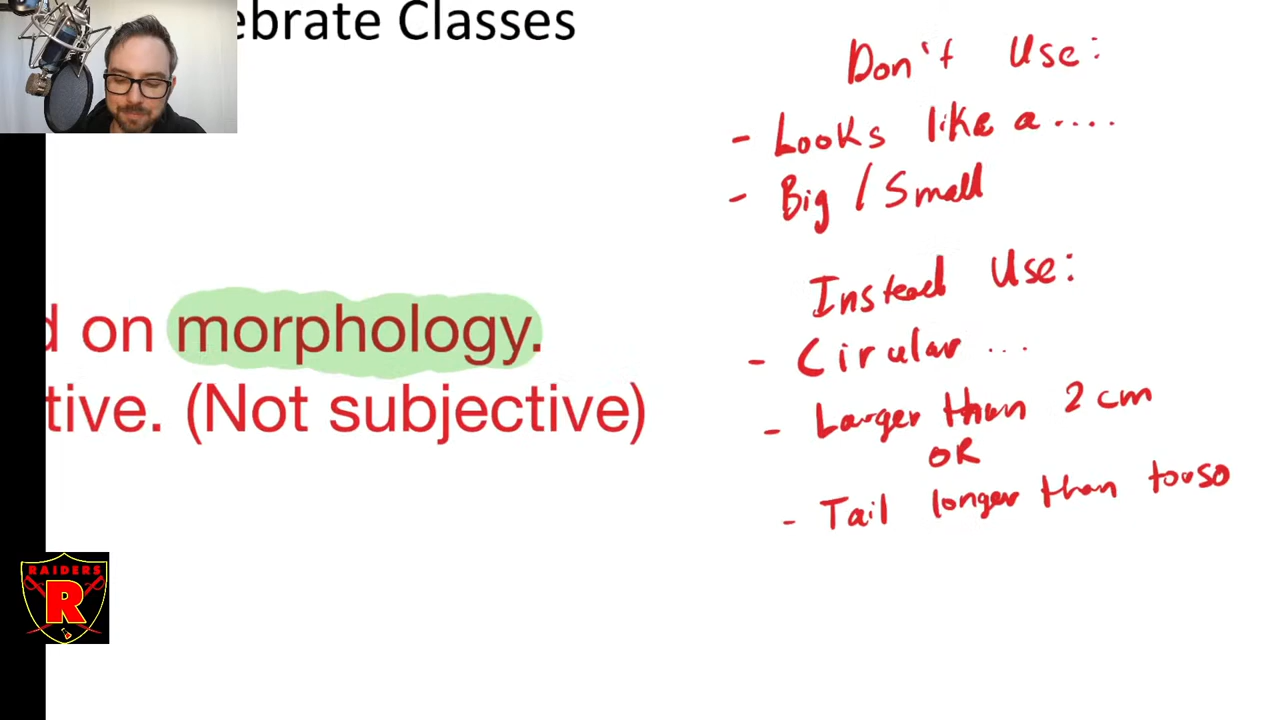 ebrate Classes
Don't Use:
- Looks like a....
- Big / Small
Instead Use:
- Cirular ...
- Larger than 2 cm
OR
- Tail longer than torso
d on morphology.
tive. (Not subjective)
RAIDERS
R